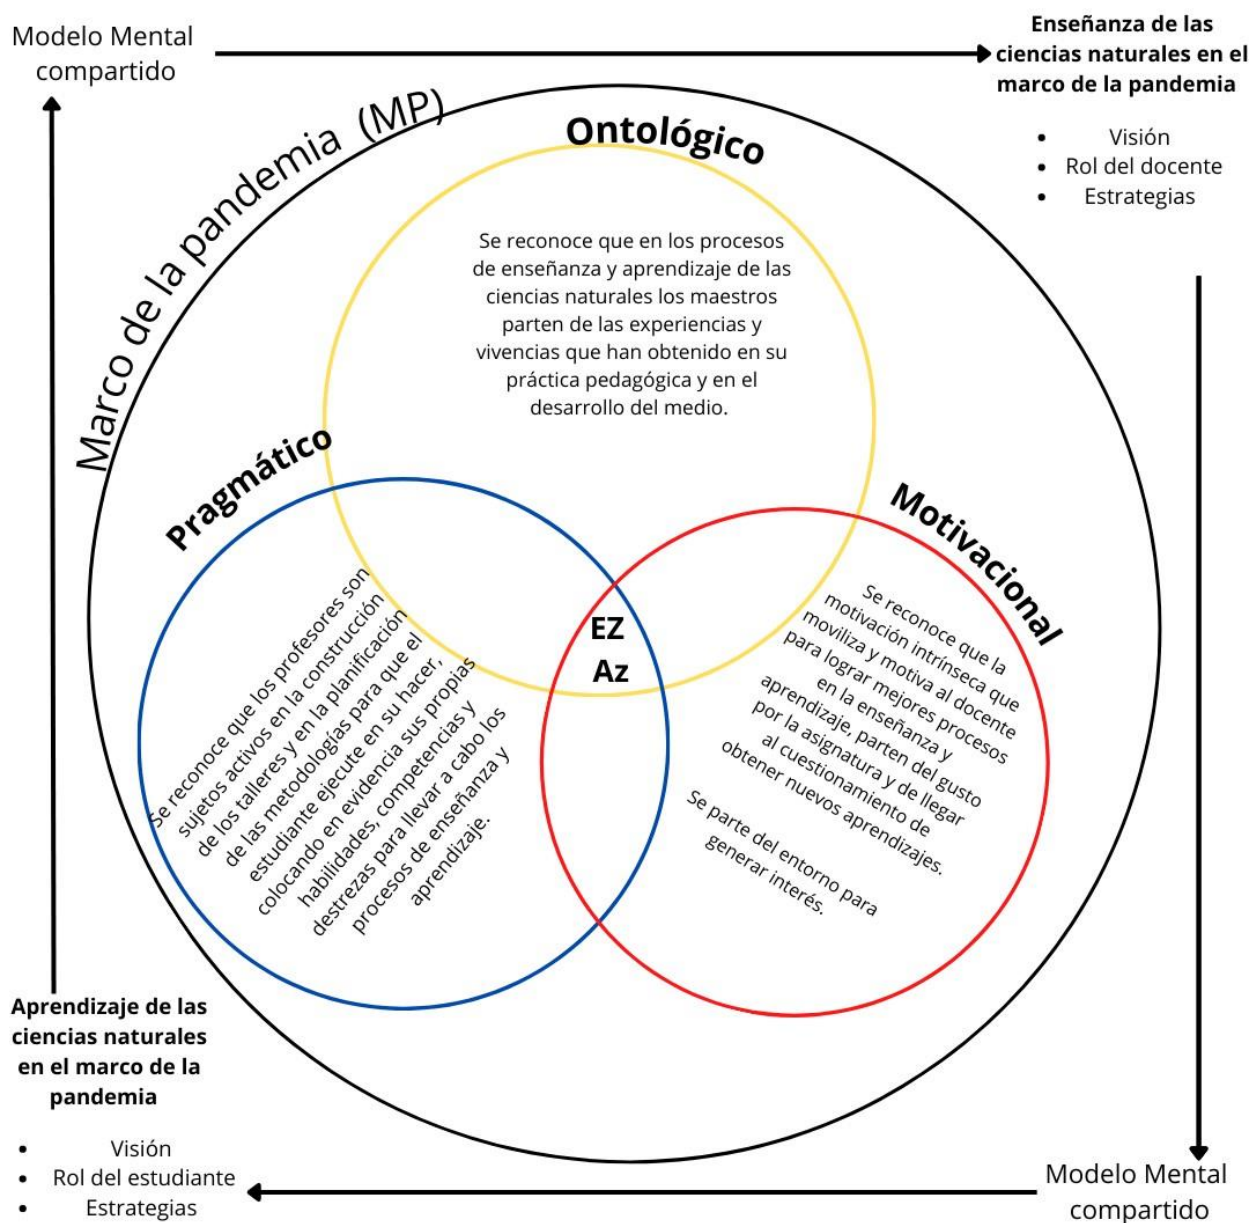 Modelo Mental
compartido
Enseñanza de las
ciencias naturales en el
marco de la pandemia
• Visión
• Rol del docente
• Estrategias
Marco de la pandemia (MP)
Ontológico
Se reconoce que en los procesos
de enseñanza y aprendizaje de las
ciencias naturales los maestros
parten de las experiencias y
vivencias que han obtenido en su
práctica pedagógica y en el
desarrollo del medio.
Pragmático
Se reconoce que los profesores son
sujetos activos en la construcción
de los talleres y en la planificación
de las metodologías para que el
estudiante ejecute en su hacer,
colocando en evidencia sus propias
habilidades, competencias y
destrezas para llevar a cabo los
procesos de enseñanza y
aprendizaje.
EZ
Az
Motivacional
Se reconoce que la
motivación intrínseca que
moviliza y motiva al docente
para lograr mejores procesos
en la enseñanza y
aprendizaje, parten del gusto
por la asignatura y de llegar
al cuestionamiento de
obtener nuevos aprendizajes.
Se parte del entorno para
generar interés.
Aprendizaje de las
ciencias naturales
en el marco de la
pandemia
• Visión
• Rol del estudiante
• Estrategias
Modelo Mental
compartido